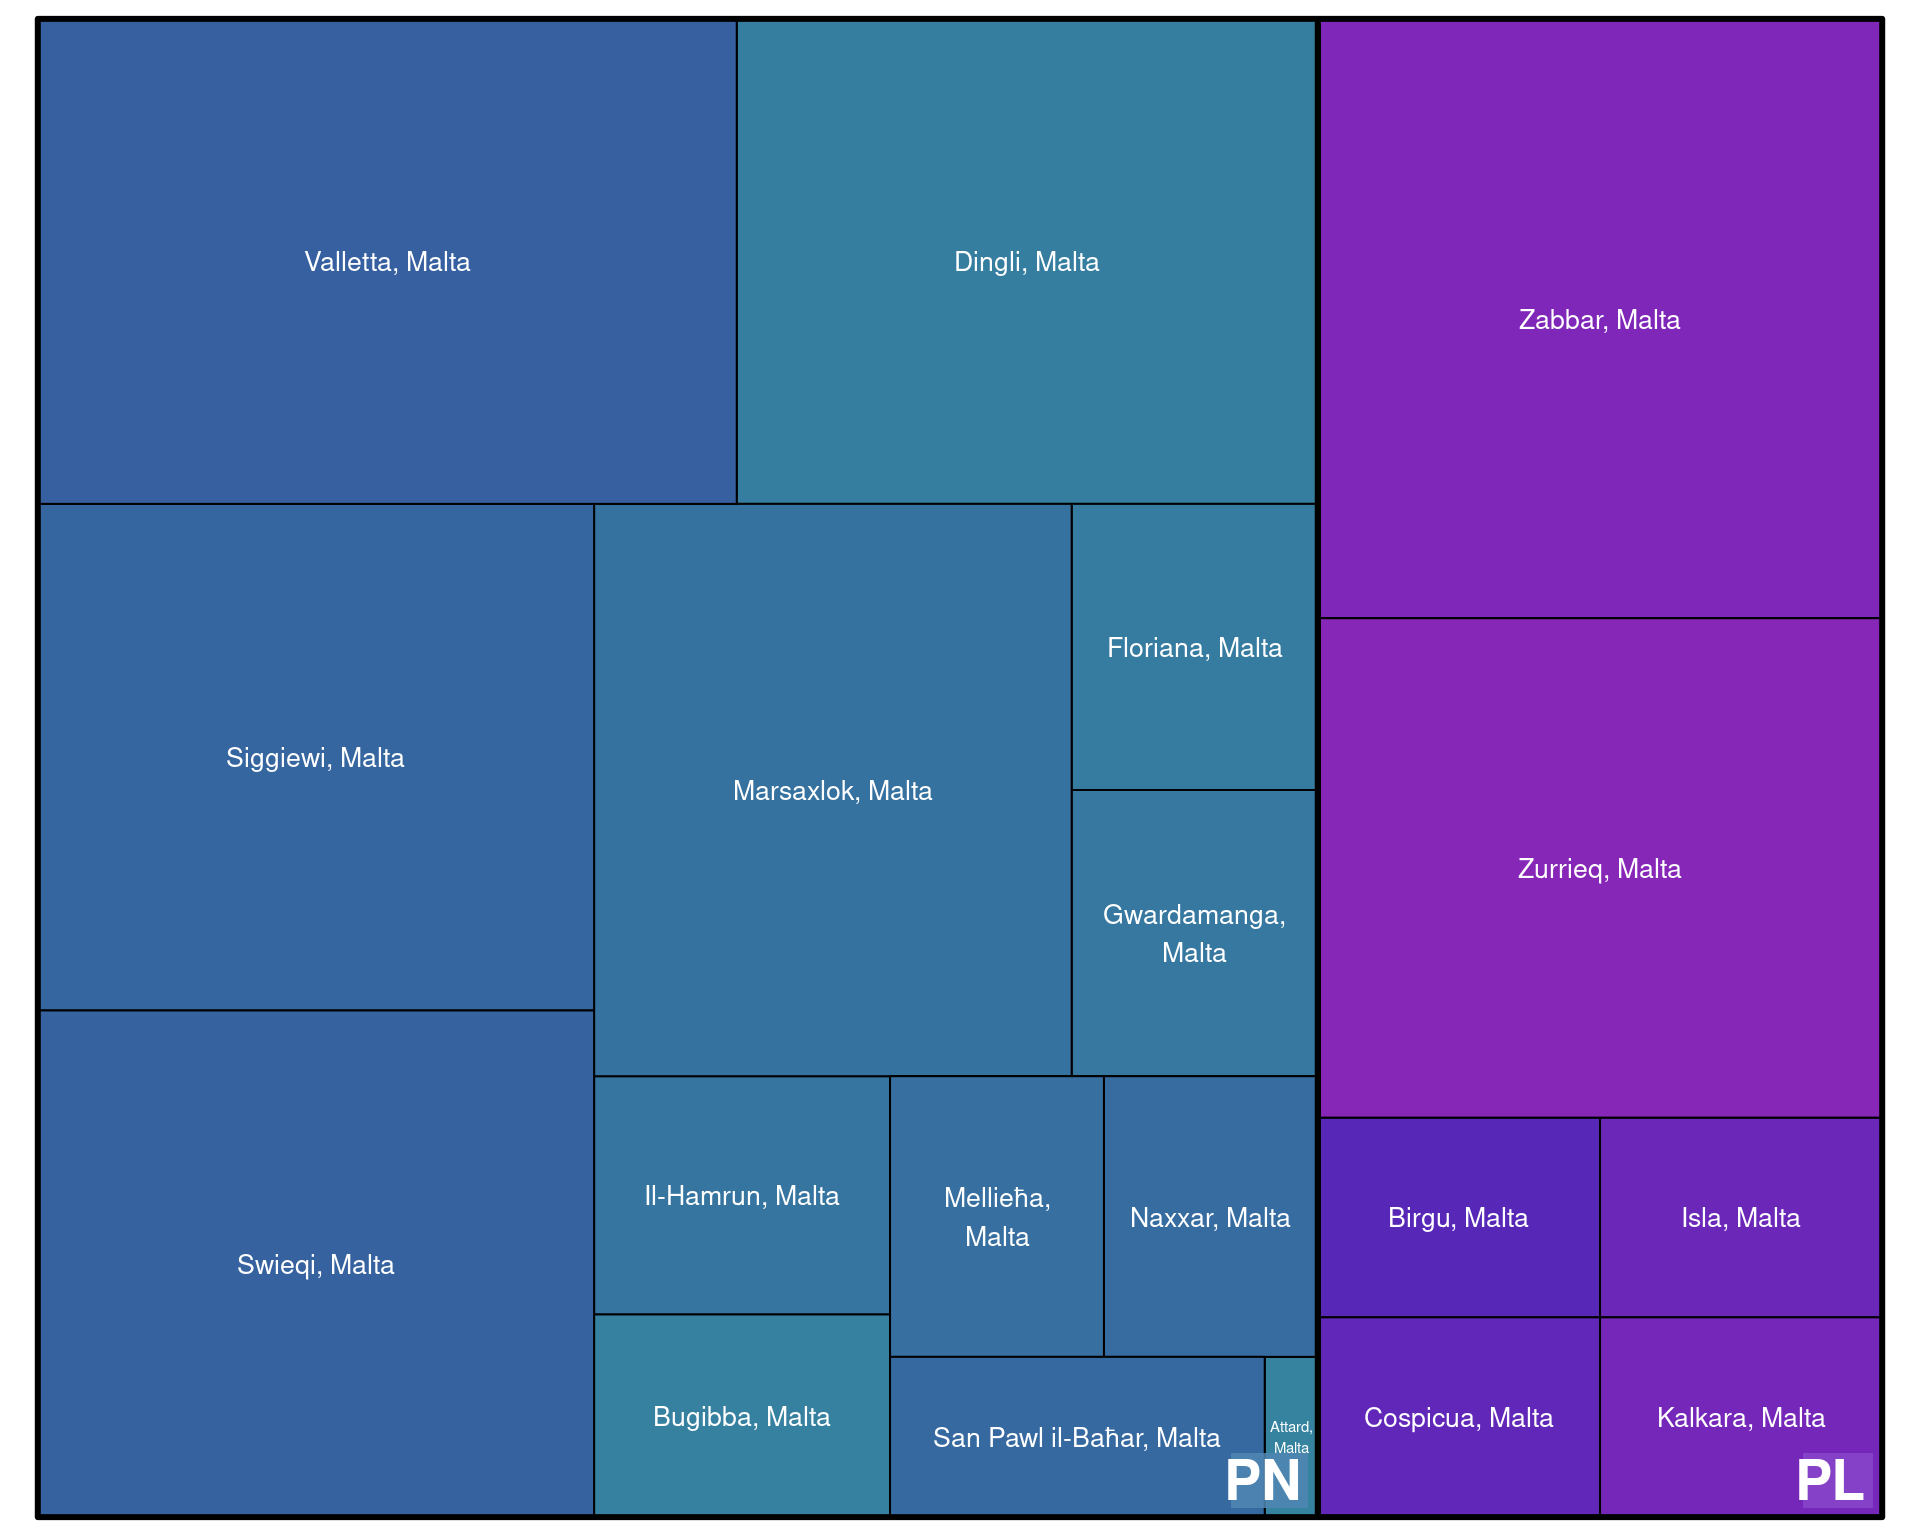 Valletta, Malta
Dingli, Malta
Zabbar, Malta
Siggiewi, Malta
Marsaxlok, Malta
Floriana, Malta
Gwardamanga,
Malta
Zurrieq, Malta
Swieqi, Malta
Il-Hamrun, Malta
Mellieħa,
Malta
Naxxar, Malta
Birgu, Malta
Isla, Malta
Bugibba, Malta
San Pawl il-Baħar, Malta
Attard,
Malta
Cospicua, Malta
Kalkara, Malta
PN
PL